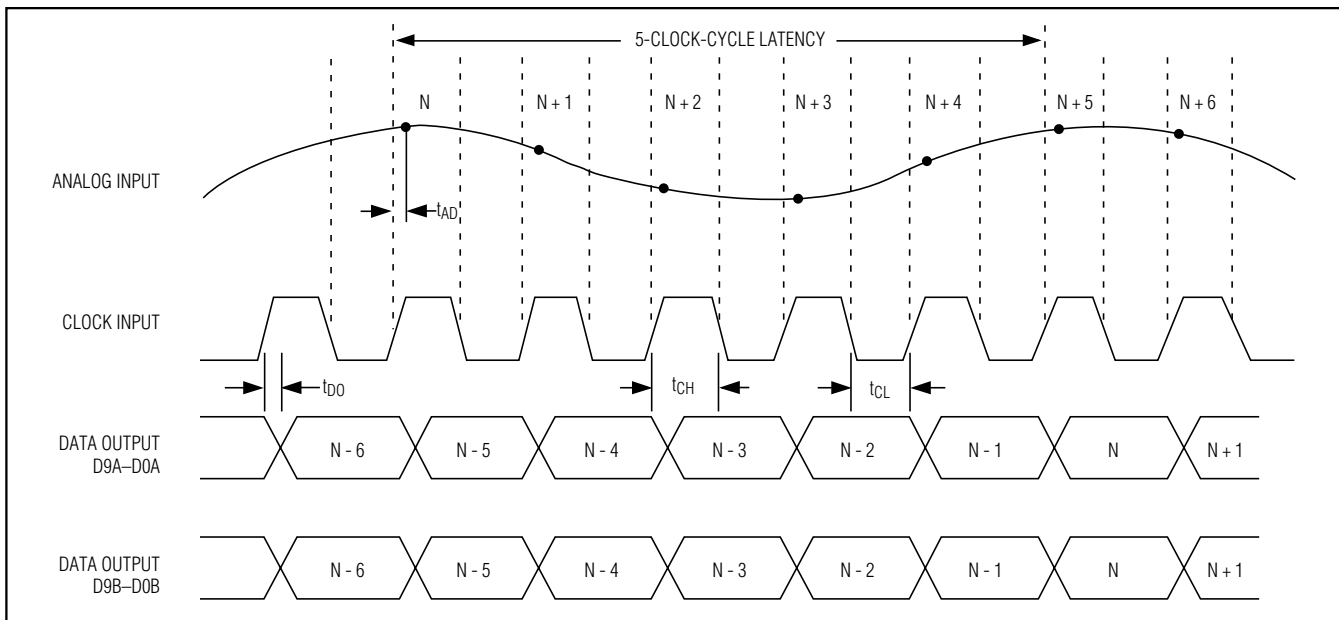 5-CLOCK-CYCLE LATENCY
N
N + 1
N + 2
N + 3
N + 4
N + 5
N + 6
ANALOG INPUT
tAD
CLOCK INPUT
tDO
tCH
tCL
DATA OUTPUT
D9A–D0A
N - 6
N - 5
N - 4
N - 3
N - 2
N - 1
N
N + 1
DATA OUTPUT
D9B–D0B
N - 6
N - 5
N - 4
N - 3
N - 2
N - 1
N
N + 1